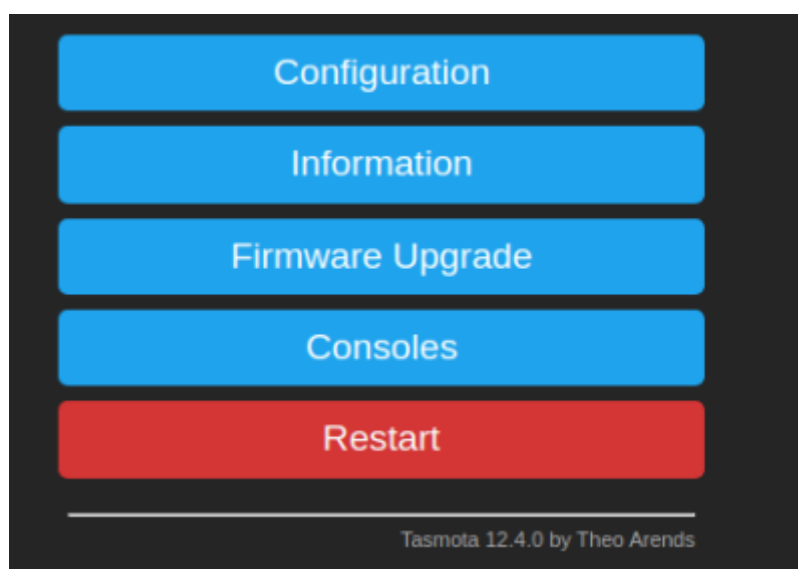 Configuration
Information
Firmware Upgrade
Consoles
Restart
Tasmota 12.4.0 by Theo Arends